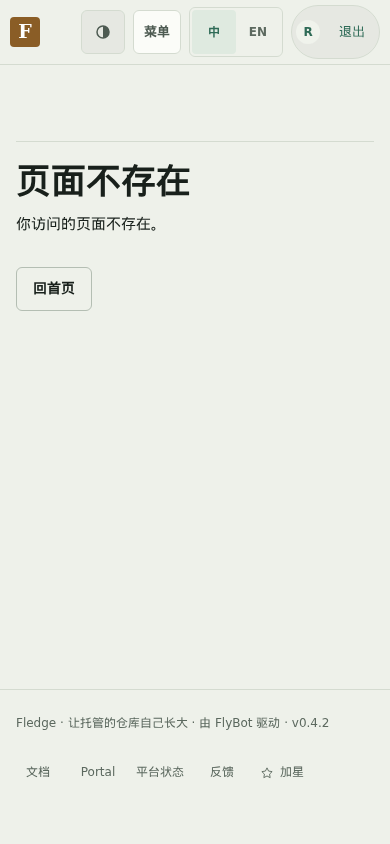 F 菜单 中 EN R 退出
页面不存在
你访问的页面不存在。
回首页
Fledge · 让托管的仓库自己长大 · 由 FlyBot 驱动 · v0.4.2
文档 Portal 平台状态 反馈 加星